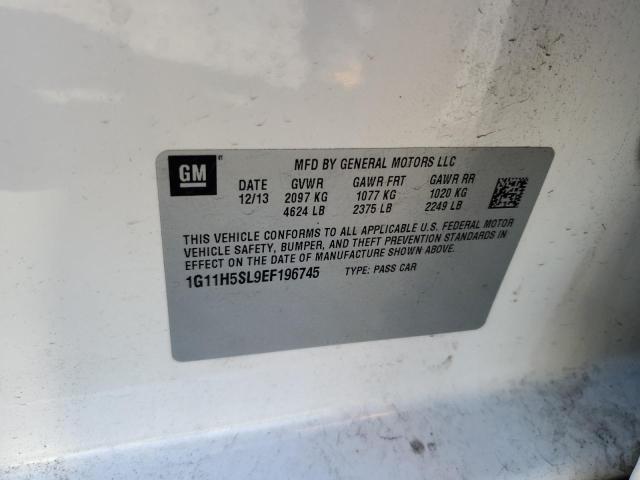 GM
MFD BY GENERAL MOTORS LLC
DATE GVWR GAWR FRT GAWR RR
12/13 2097 KG 1077 KG 1020 KG
4624 LB 2375 LB 2249 LB
THIS VEHICLE CONFORMS TO ALL APPLICABLE U.S. FEDERAL MOTOR
VEHICLE SAFETY, BUMPER, AND THEFT PREVENTION STANDARDS IN
EFFECT ON THE DATE OF MANUFACTURE SHOWN ABOVE.
1G11H5SL9EF196745 TYPE: PASS CAR